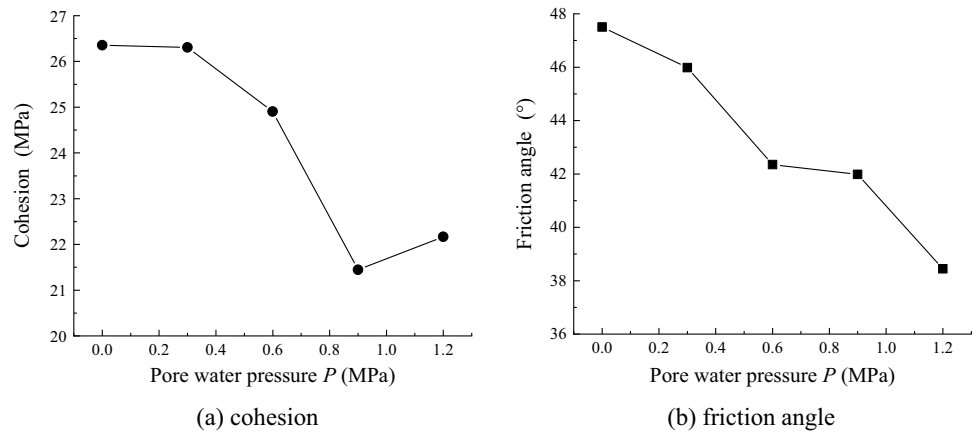 27
26
25
24
23
22
21
20
Cohesion (MPa)
0.0 0.2 0.4 0.6 0.8 1.0 1.2
Pore water pressure P (MPa)
(a) cohesion
48
46
42
42
40
38
36
Friction angle (°)
0.0 0.2 0.4 0.6 0.8 1.0 1.2
Pore water pressure P (MPa)
(b) friction angle